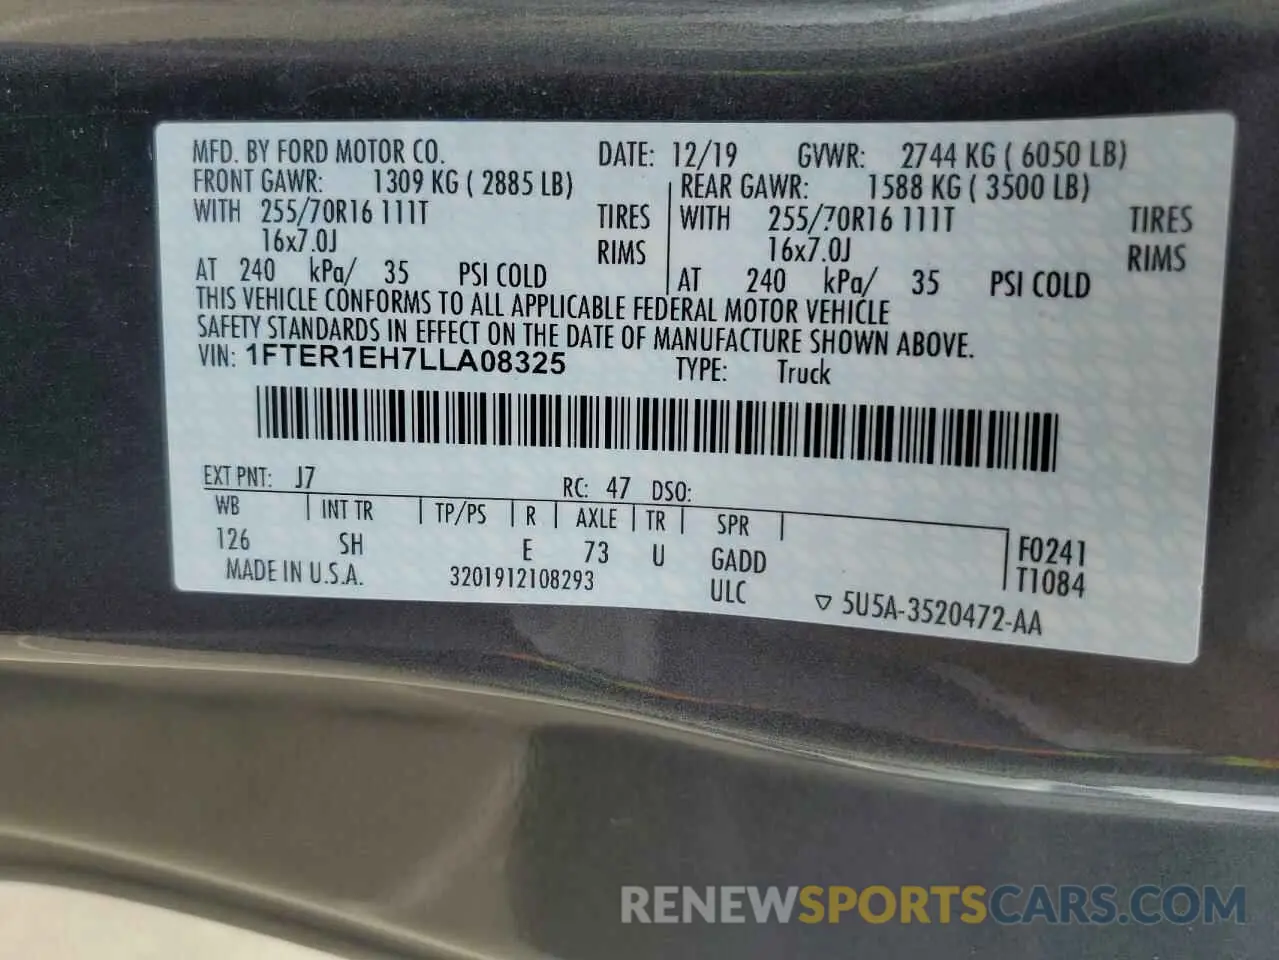 MFD. BY FORD MOTOR CO. DATE: 12/19 GVWR: 2744 KG ( 6050 LB)
FRONT GAWR: 1309 KG ( 2885 LB) REAR GAWR: 1588 KG ( 3500 LB)
WITH 255/70R16 111T TIRES WITH 255/70R16 111T TIRES
16x7.0J RIMS 16x7.0J RIMS
AT 240 kPa/ 35 PSI COLD AT 240 kPa/ 35 PSI COLD
THIS VEHICLE CONFORMS TO ALL APPLICABLE FEDERAL MOTOR VEHICLE
SAFETY STANDARDS IN EFFECT ON THE DATE OF MANUFACTURE SHOWN ABOVE.
VIN: 1FTER1EH7LLA08325 TYPE: Truck
EXT PNT: J7 RC: 47 DSO:
WB INT TR TP/PS R AXLE TR SPR
126 SH E 73 U GADD F0241
MADE IN U.S.A. 3201912108293 ULC T1084
▽ 5U5A-3520472-AA
RENEWSPORTSCARS.COM